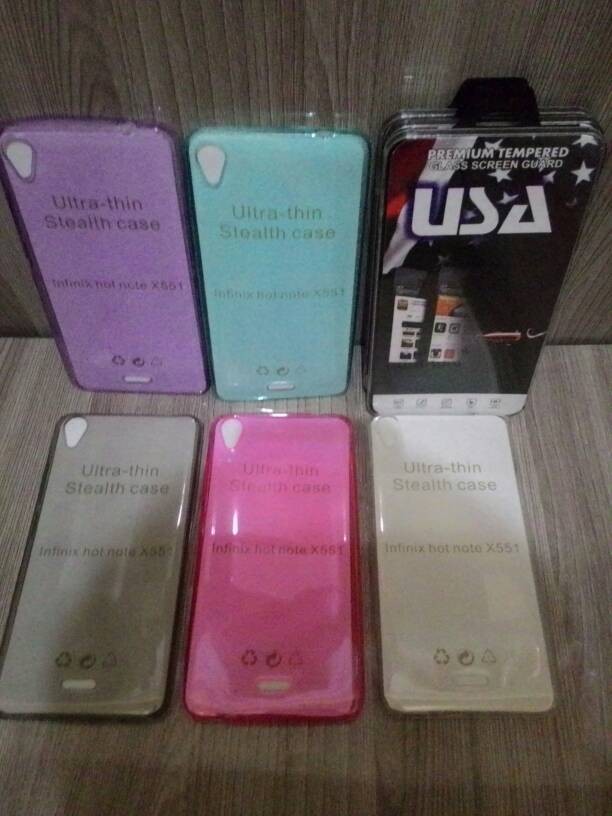 Ultra-thin
Stealth case
Infinix hot note X551
Ultra-thin
Stealth case
Infinix hot note X551
PREMIUM TEMPERED
GLASS SCREEN GUARD
USA
Ultra-thin
Stealth case
Infinix hot note X551
Ultra-thin
Stealth case
Infinix hot note X551
Ultra-thin
Stealth case
Infinix hot note X551